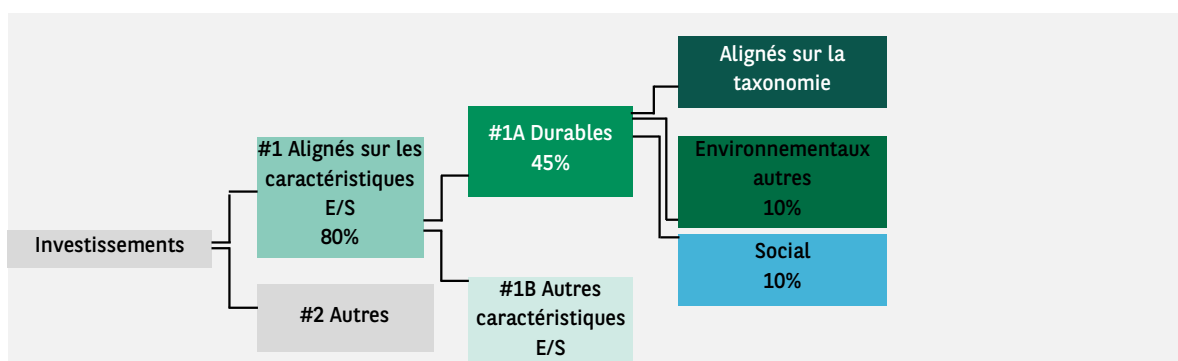 Investissements
#1 Alignés sur les
caractéristiques
E/S
80%
#2 Autres
#1A Durables
45%
#1B Autres
caractéristiques
E/S
Alignés sur la
taxonomie
Environnementaux
autres
10%
Social
10%